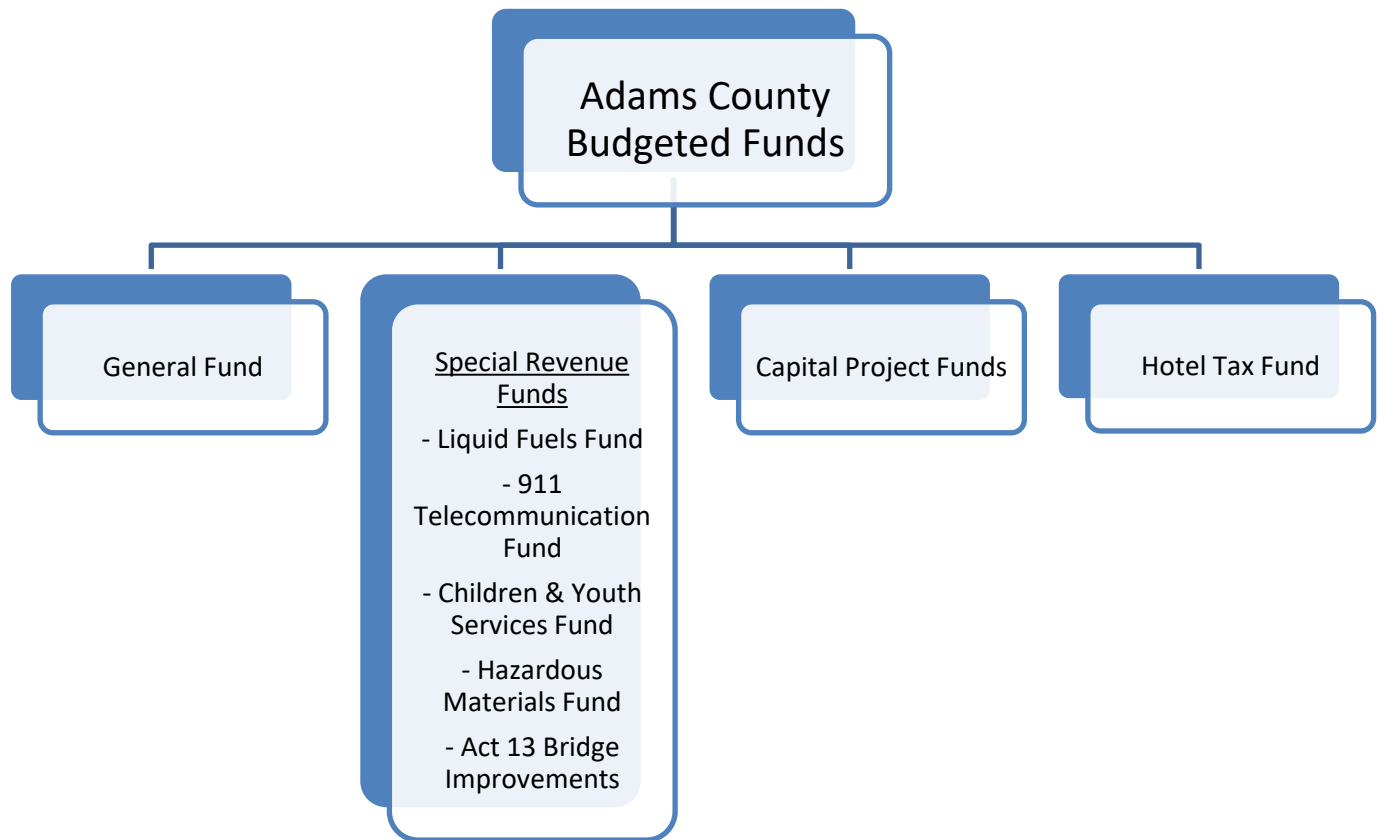 Adams County
Budgeted Funds
General Fund
Special Revenue
Funds
- Liquid Fuels Fund
- 911
Telecommunication
Fund
- Children & Youth
Services Fund
- Hazardous
Materials Fund
- Act 13 Bridge
Improvements
Capital Project Funds
Hotel Tax Fund